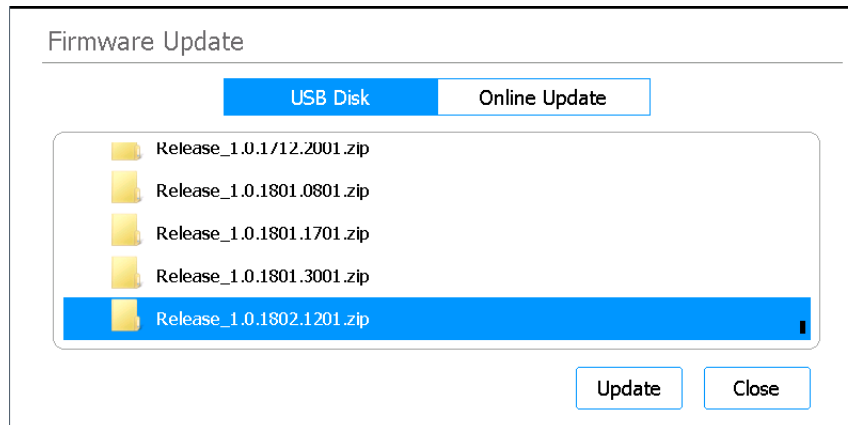 Firmware Update
USB Disk
Online Update
Release_1.0.1712.2001.zip
Release_1.0.1801.0801.zip
Release_1.0.1801.1701.zip
Release_1.0.1801.3001.zip
Release_1.0.1802.1201.zip
Update
Close